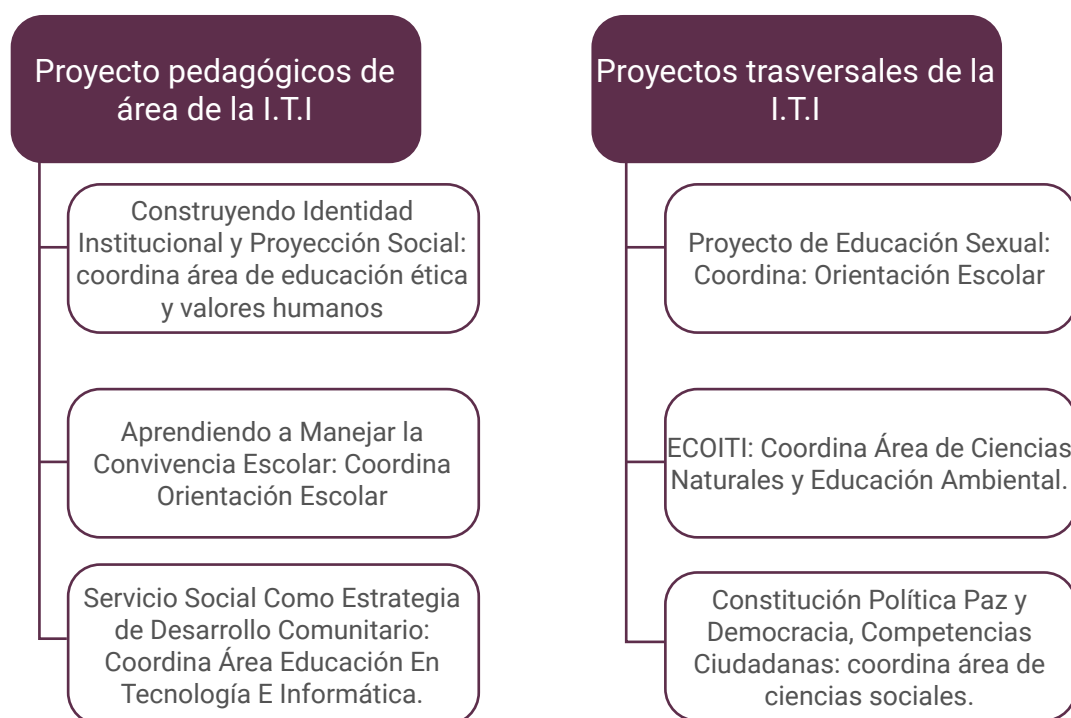 Proyecto pedagógicos de
área de la I.T.I
Construyendo Identidad
Institucional y Proyección Social:
coordina área de educación ética
y valores humanos
Aprendiendo a Manejar la
Convivencia Escolar: Coordina
Orientación Escolar
Servicio Social Como Estrategia
de Desarrollo Comunitario:
Coordina Área Educación En
Tecnología E Informática.
Proyectos trasversales de la
I.T.I
Proyecto de Educación Sexual:
Coordina: Orientación Escolar
ECOITI: Coordina Área de Ciencias
Naturales y Educación Ambiental.
Constitución Política Paz y
Democracia, Competencias
Ciudadanas: coordina área de
ciencias sociales.